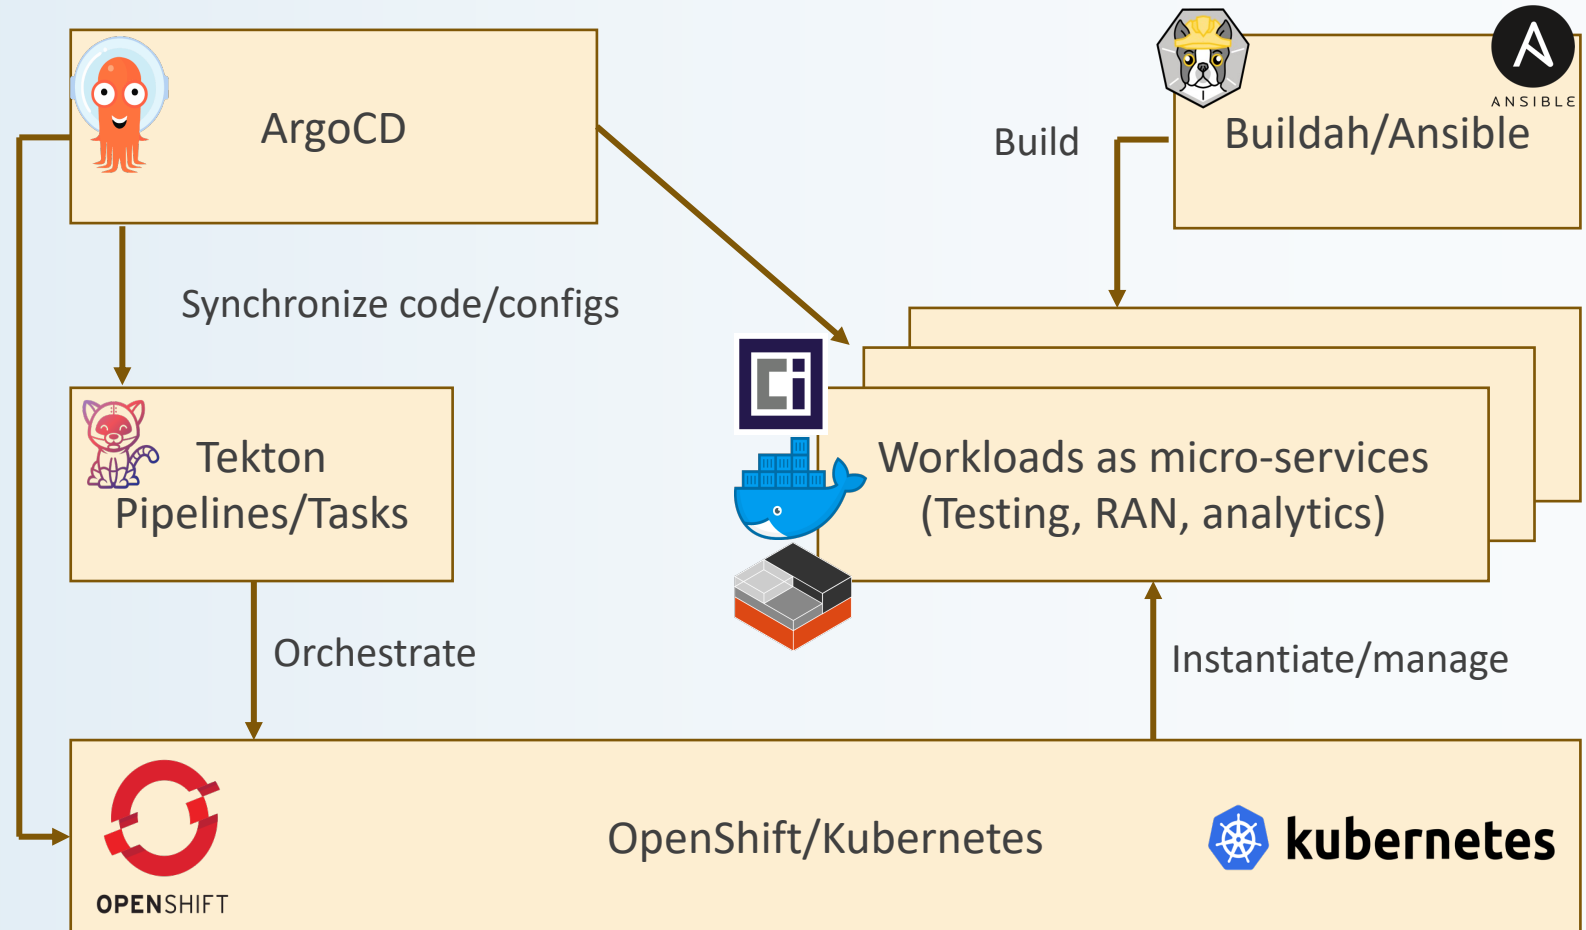 ArgoCD
ANSIBLE
Buildah/Ansible
Build
Synchronize code/configs
Ci
Tekton
Pipelines/Tasks
Workloads as micro-services
(Testing, RAN, analytics)
Orchestrate
Instantiate/manage
OPENSHIFT
OpenShift/Kubernetes
kubernetes